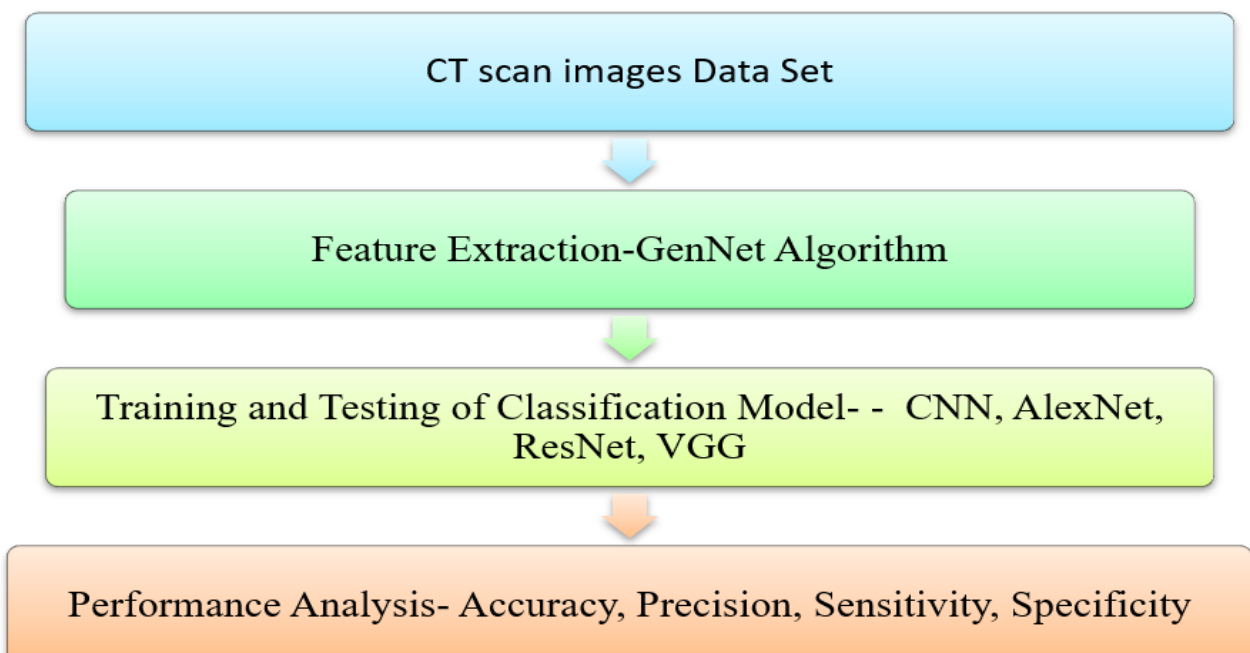 CT scan images Data Set
Feature Extraction-GenNet Algorithm
Training and Testing of Classification Model- -  CNN, AlexNet,
ResNet, VGG
Performance Analysis- Accuracy, Precision, Sensitivity, Specificity